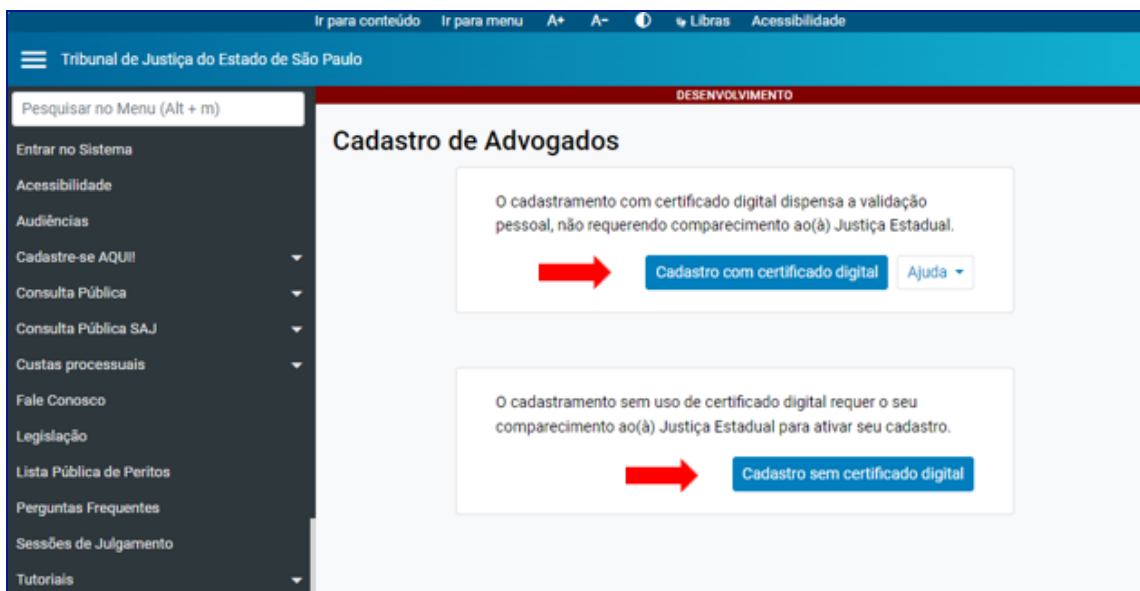 Ir para conteúdo Ir para menu A+ A- Libras Acessibilidade
Tribunal de Justiça do Estado de São Paulo
Pesquisar no Menu (Alt + m)
Entrar no Sistema
Acessibilidade
Audiências
Cadastre-se AQUI!
Consulta Pública
Consulta Pública SAJ
Custas processuais
Fale Conosco
Legislação
Lista Pública de Peritos
Perguntas Frequentes
Sessões de Julgamento
Tutoriais
DESENVOLVIMENTO
Cadastro de Advogados
O cadastramento com certificado digital dispensa a validação
pessoal, não requerendo comparecimento ao(à) Justiça Estadual.
Cadastro com certificado digital Ajuda
O cadastramento sem uso de certificado digital requer o seu
comparecimento ao(à) Justiça Estadual para ativar seu cadastro.
Cadastro sem certificado digital